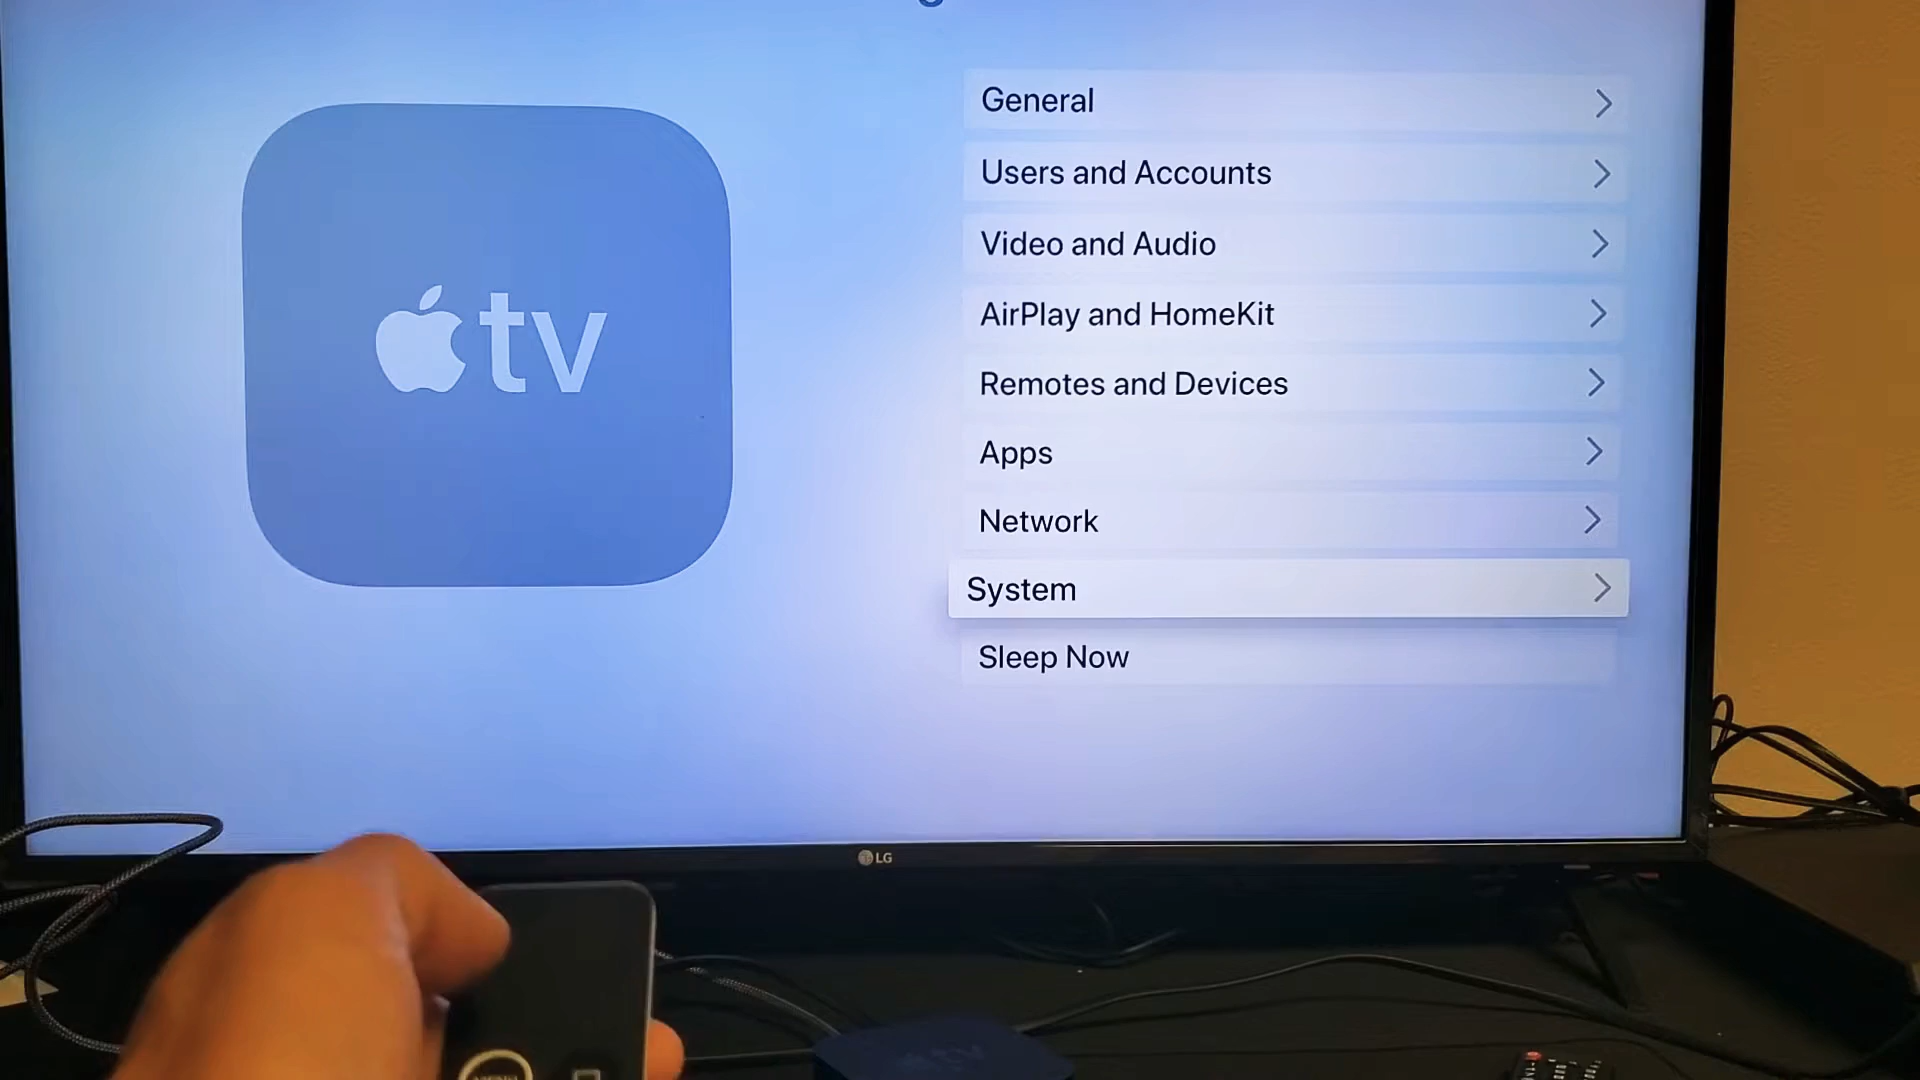 General
Users and Accounts
Video and Audio
tv
AirPlay and HomeKit
Remotes and Devices
Apps
Network
System
Sleep Now
LG
tv